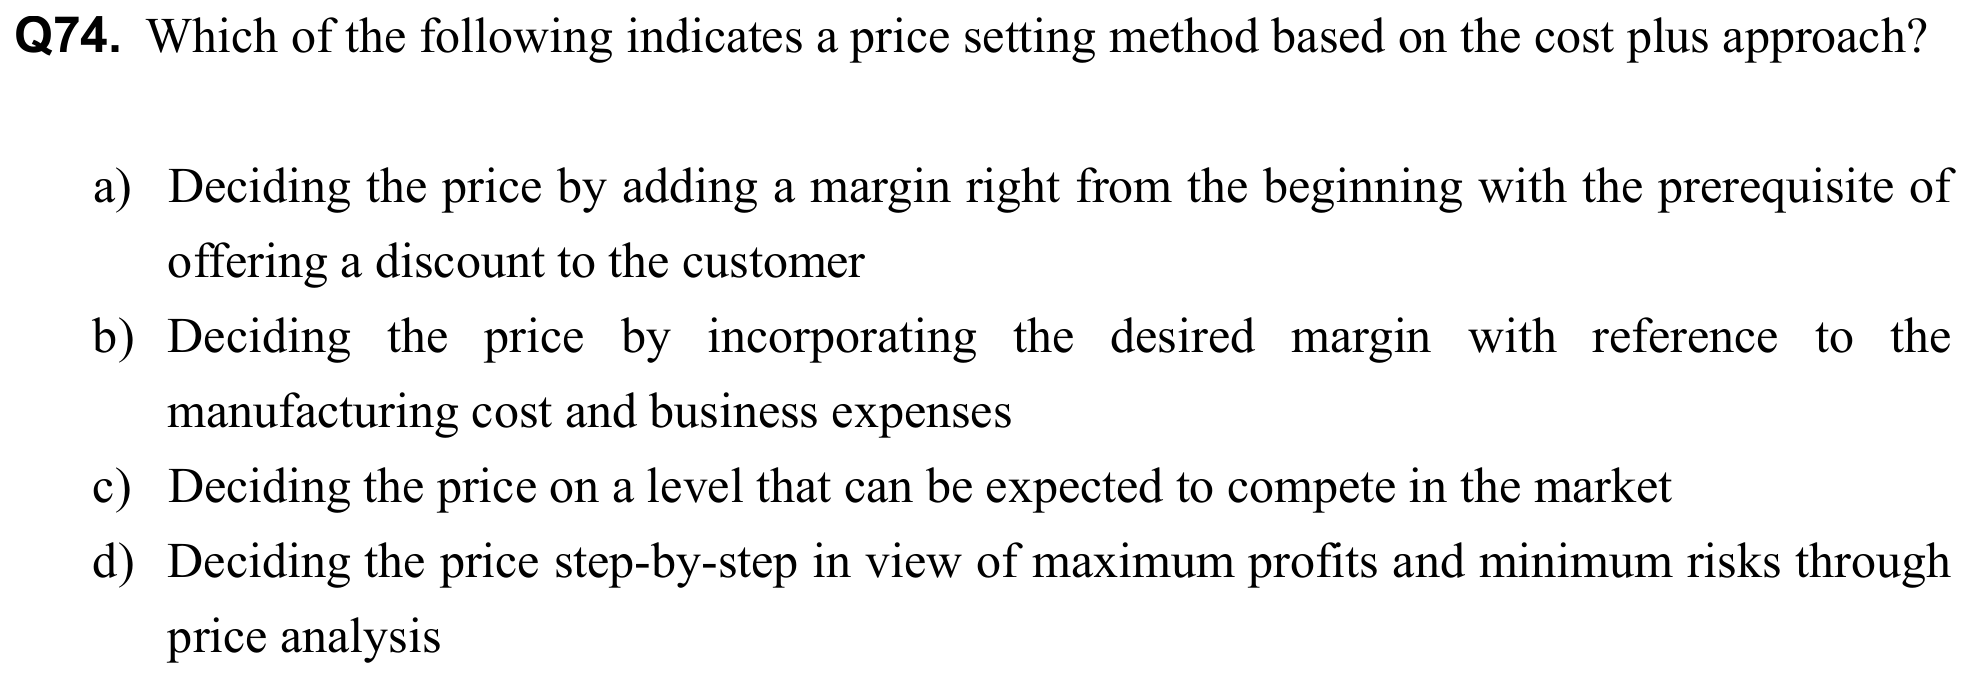 Q74. Which of the following indicates a price setting method based on the cost plus approach?
a) Deciding the price by adding a margin right from the beginning with the prerequisite of
offering a discount to the customer
b) Deciding the price by incorporating the desired margin with reference to the
manufacturing cost and business expenses
c) Deciding the price on a level that can be expected to compete in the market
d) Deciding the price step-by-step in view of maximum profits and minimum risks through
price analysis